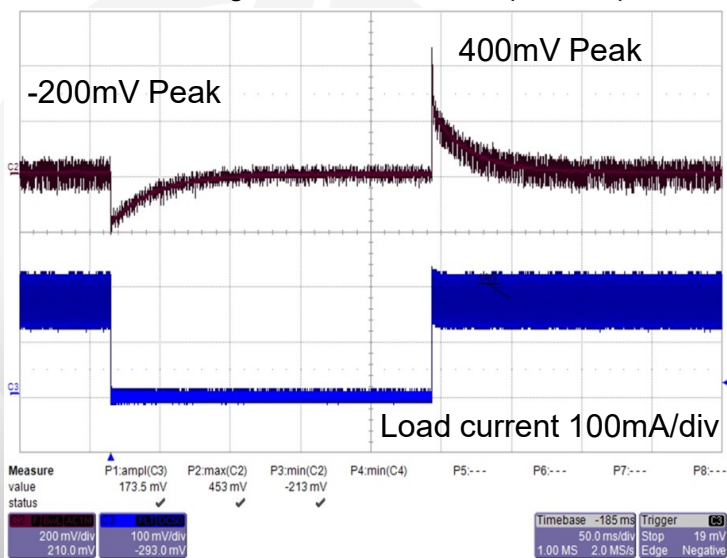 400mV Peak
-200mV Peak
C2
C3
Load current 100mA/div
Measure P1:ampl(C3) P2:max(C2) P3:min(C2) P4:min(C4) P5:- - - P6:- - - P7:- - - P8:- - -
value 173.5 mV 453 mV -213 mV
status ✓ ✓ ✓
Timebase -185 ms Trigger C3
200 mV/div 100 mV/div 50.0 ms/div Stop 19 mV
210.0 mV -293.0 mV 1.00 MS 2.0 MS/s Edge Negative